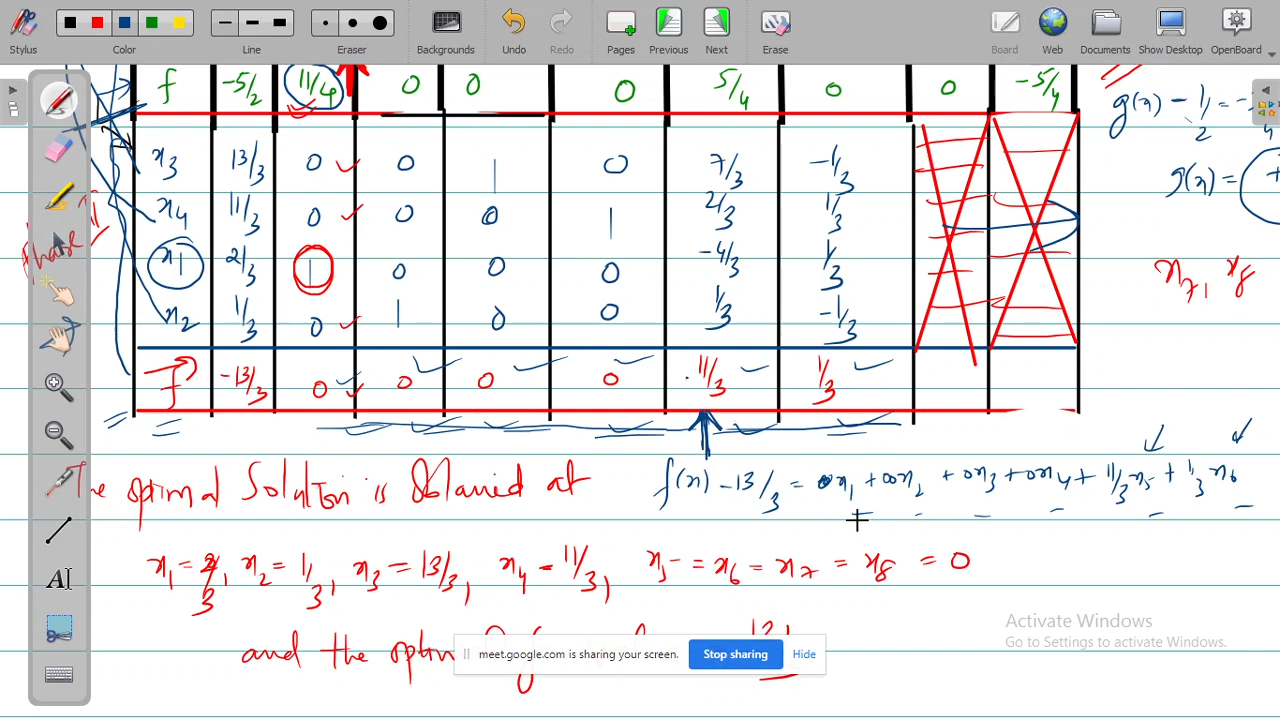 Stylus Color Line Eraser Backgrounds Undo Redo Pages Previous Next Erase Board Web Documents Show Desktop OpenBoard
f -5/2 11/4 0 0 0 5/4 0 0 -5/4
g(x) - 1/2 = -
x3 13/3 0 0 1 0 7/3 -1/3
g(x) =
x4 11/3 0 0 0 1 2/3 1/3
Phase II
x1 2/3 1 0 0 0 -4/3 1/3
x7, x8
x2 1/3 0 1 0 0 1/3 -1/3
f -13/3 0 0 0 0 11/3 1/3
The optimal Solution is obtained at
f(x) - 13/3 = 0x1 + 0x2 + 0x3 + 0x4 + 11/3 x5 + 1/3 x6
x1 = 2/3, x2 = 1/3, x3 = 13/3, x4 = 11/3, x5 = x6 = x7 = x8 = 0
and the
meet.google.com is sharing your screen. Stop sharing Hide
Activate Windows
Go to Settings to activate Windows.